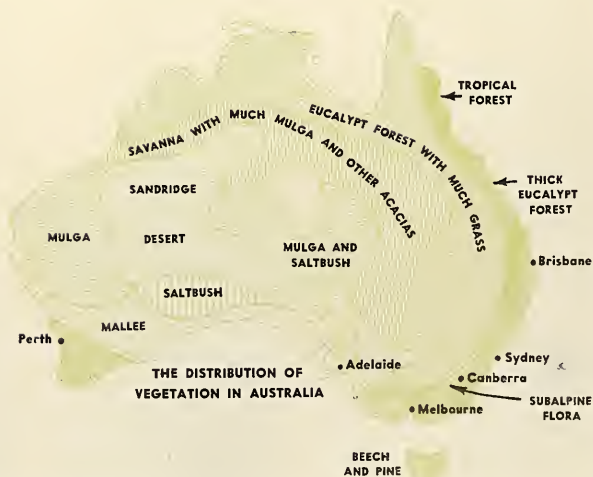 TROPICAL
FOREST
EUCALYPT FOREST WITH MUCH GRASS
SAVANNA WITH MUCH MULGA AND OTHER ACACIAS
THICK
EUCALYPT
FOREST
SANDRIDGE
MULGA
DESERT
MULGA AND
SALTBUSH
Brisbane
SALTBUSH
MALLEE
Perth
THE DISTRIBUTION OF
VEGETATION IN AUSTRALIA
Adelaide
Sydney
Canberra
Melbourne
SUBALPINE
FLORA
BEECH
AND PINE